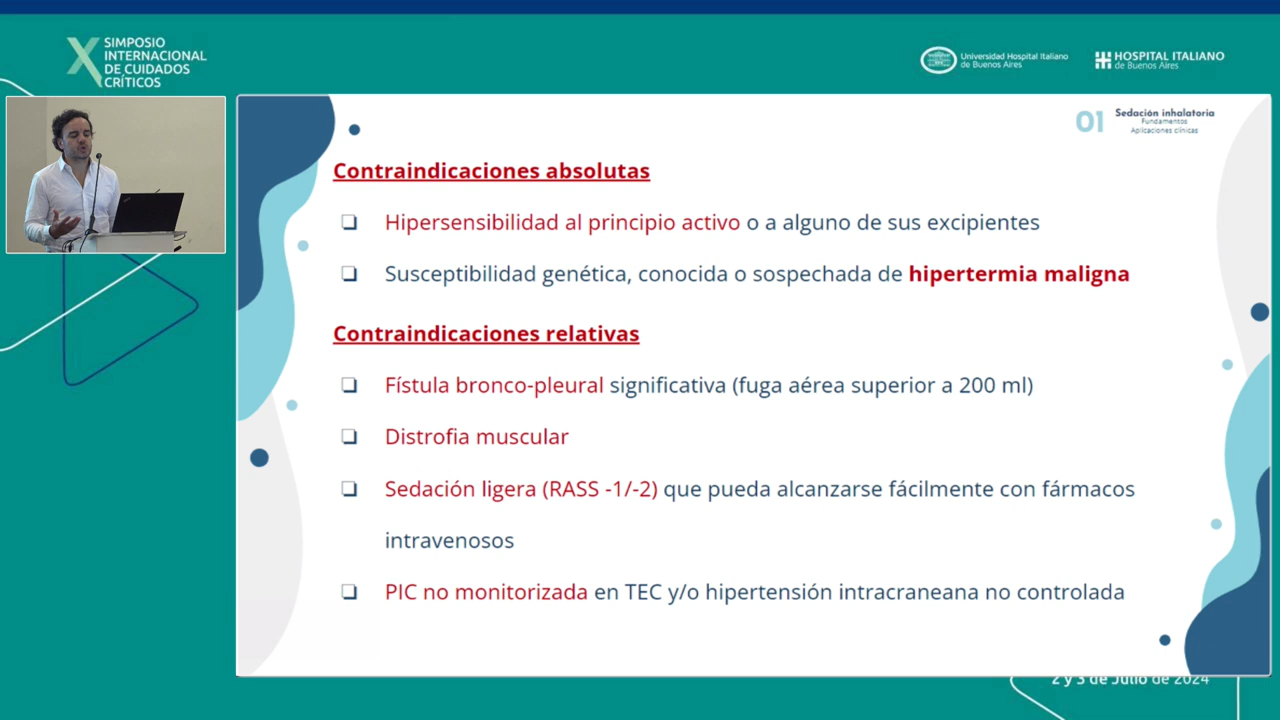 SIMPOSIO
INTERNACIONAL
DE CUIDADOS
CRÍTICOS
Universidad Hospital Italiano
de Buenos Aires
HOSPITAL ITALIANO
de Buenos Aires
01
Sedación inhalatoria
Fundamentos
Aplicaciones clínicas
Contraindicaciones absolutas
Hipersensibilidad al principio activo o a alguno de sus excipientes
Susceptibilidad genética, conocida o sospechada de hipertermia maligna
Contraindicaciones relativas
Fístula bronco-pleural significativa (fuga aérea superior a 200 ml)
Distrofia muscular
Sedación ligera (RASS -1/-2) que pueda alcanzarse fácilmente con fármacos
intravenosos
PIC no monitorizada en TEC y/o hipertensión intracraneana no controlada
2 y 3 de Julio de 2024